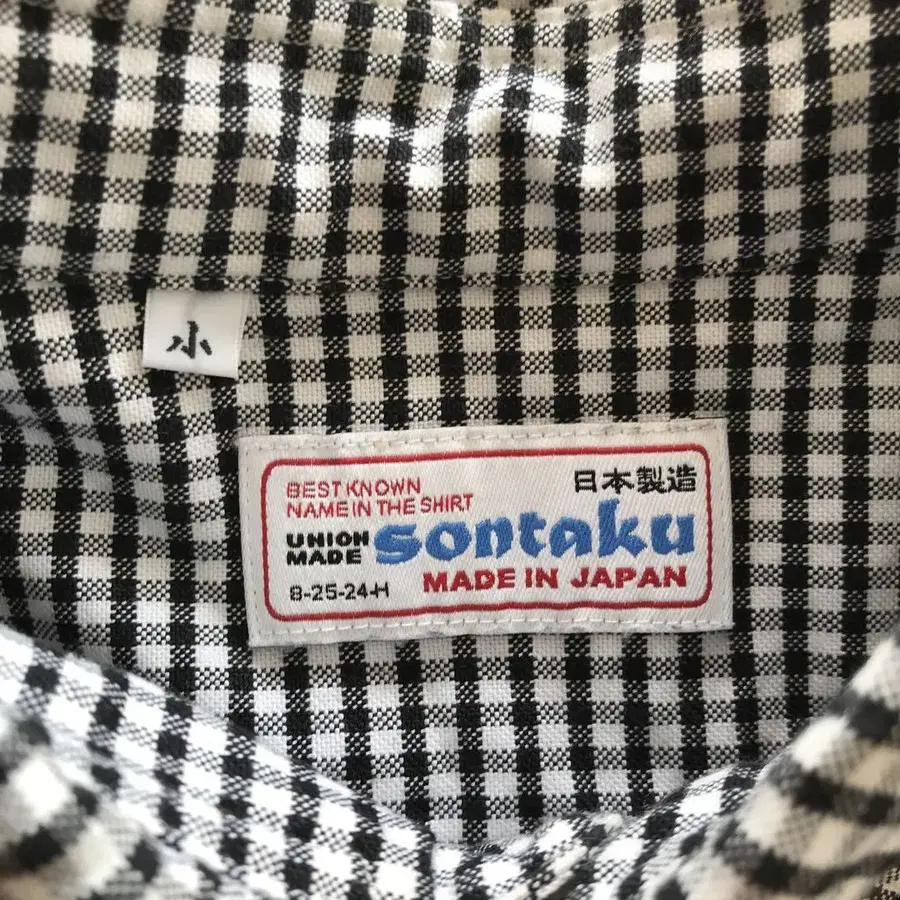 小
BEST KNOWN
NAME IN THE SHIRT
日本製造
UNION
MADE
sontaku
8-25-24-H
MADE IN JAPAN